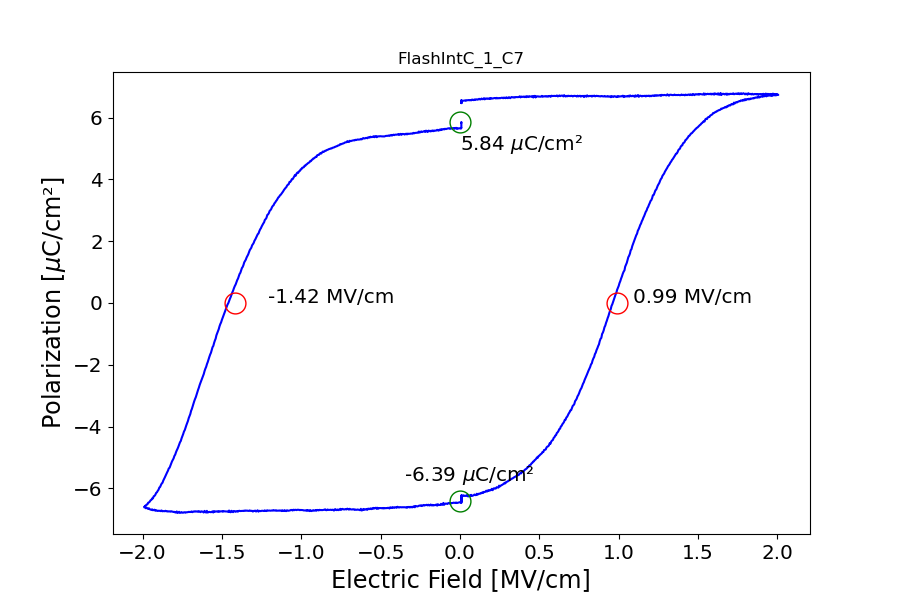 FlashIntC_1_C7
Polarization [μC/cm²]
6
4
2
0
−2
−4
−6
5.84 μC/cm²
-1.42 MV/cm
0.99 MV/cm
-6.39 μC/cm²
−2.0 −1.5 −1.0 −0.5 0.0 0.5 1.0 1.5 2.0
Electric Field [MV/cm]